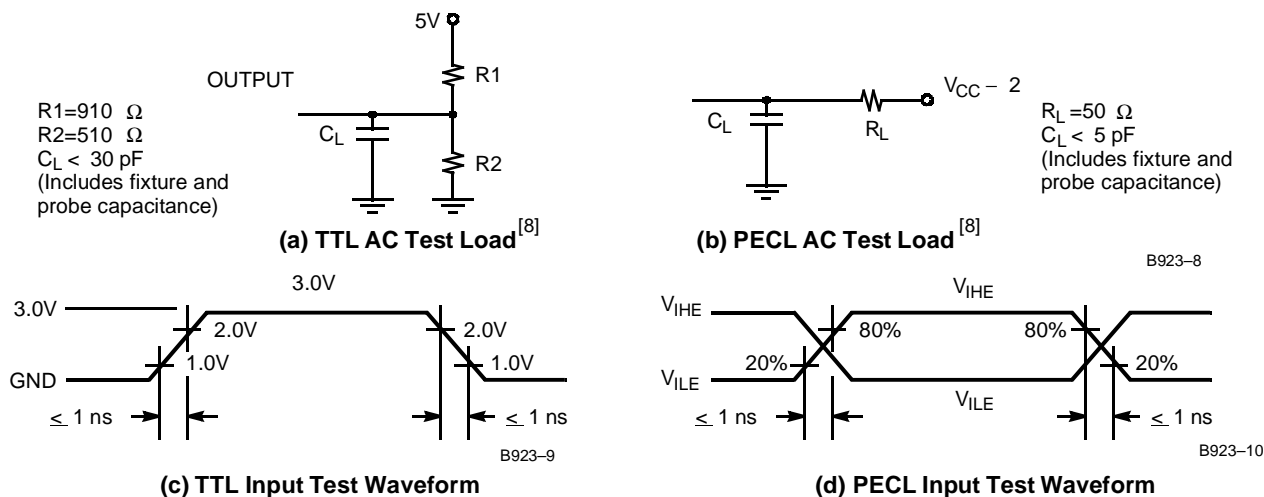 5V
R1
OUTPUT
R1=910 Ω
R2=510 Ω
C_L < 30 pF
(Includes fixture and
probe capacitance)
C_L
R2
(a) TTL AC Test Load[8]
V_CC – 2
C_L
R_L
R_L =50 Ω
C_L < 5 pF
(Includes fixture and
probe capacitance)
(b) PECL AC Test Load[8]
B923–8
3.0V
3.0V
2.0V
2.0V
1.0V
1.0V
GND
≤ 1 ns
≤ 1 ns
B923–9
(c) TTL Input Test Waveform
V_IHE
V_IHE
80%
80%
20%
20%
V_ILE
V_ILE
≤ 1 ns
≤ 1 ns
B923–10
(d) PECL Input Test Waveform